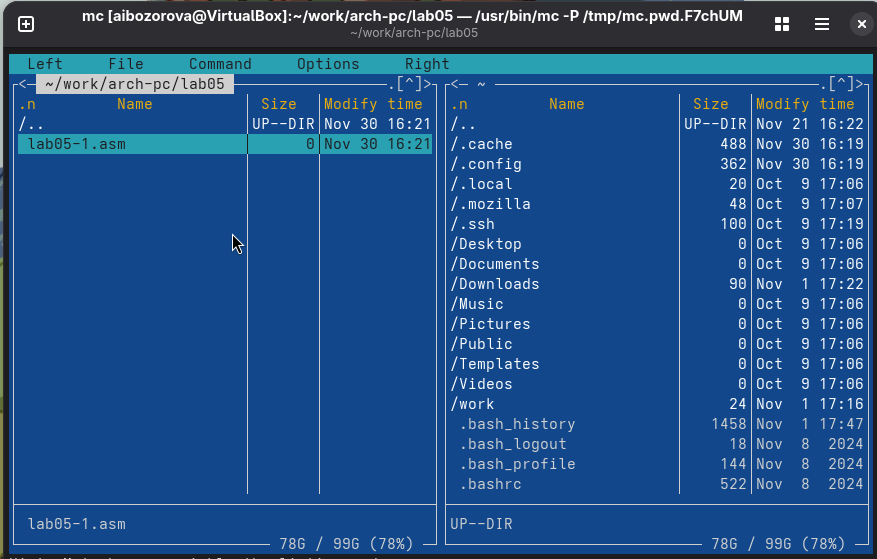 mc [aibozorova@VirtualBox]:~/work/arch-pc/lab05 — /usr/bin/mc -P /tmp/mc.pwd.F7chUM
~/work/arch-pc/lab05
Left File Command Options Right
<— ~/work/arch-pc/lab05 .[^]>
.n Name Size Modify time
/.. UP--DIR Nov 30 16:21
lab05-1.asm 0 Nov 30 16:21
lab05-1.asm
78G / 99G (78%)
<— ~ .[^]>
.n Name Size Modify time
/.. UP--DIR Nov 21 16:22
/.cache 488 Nov 30 16:19
/.config 362 Nov 30 16:19
/.local 20 Oct 9 17:06
/.mozilla 48 Oct 9 17:07
/.ssh 100 Oct 9 17:19
/Desktop 0 Oct 9 17:06
/Documents 0 Oct 9 17:06
/Downloads 90 Nov 1 17:22
/Music 0 Oct 9 17:06
/Pictures 0 Oct 9 17:06
/Public 0 Oct 9 17:06
/Templates 0 Oct 9 17:06
/Videos 0 Oct 9 17:06
/work 24 Nov 1 17:16
.bash_history 1458 Nov 1 17:47
.bash_logout 18 Nov 8 2024
.bash_profile 144 Nov 8 2024
.bashrc 522 Nov 8 2024
UP--DIR
78G / 99G (78%)